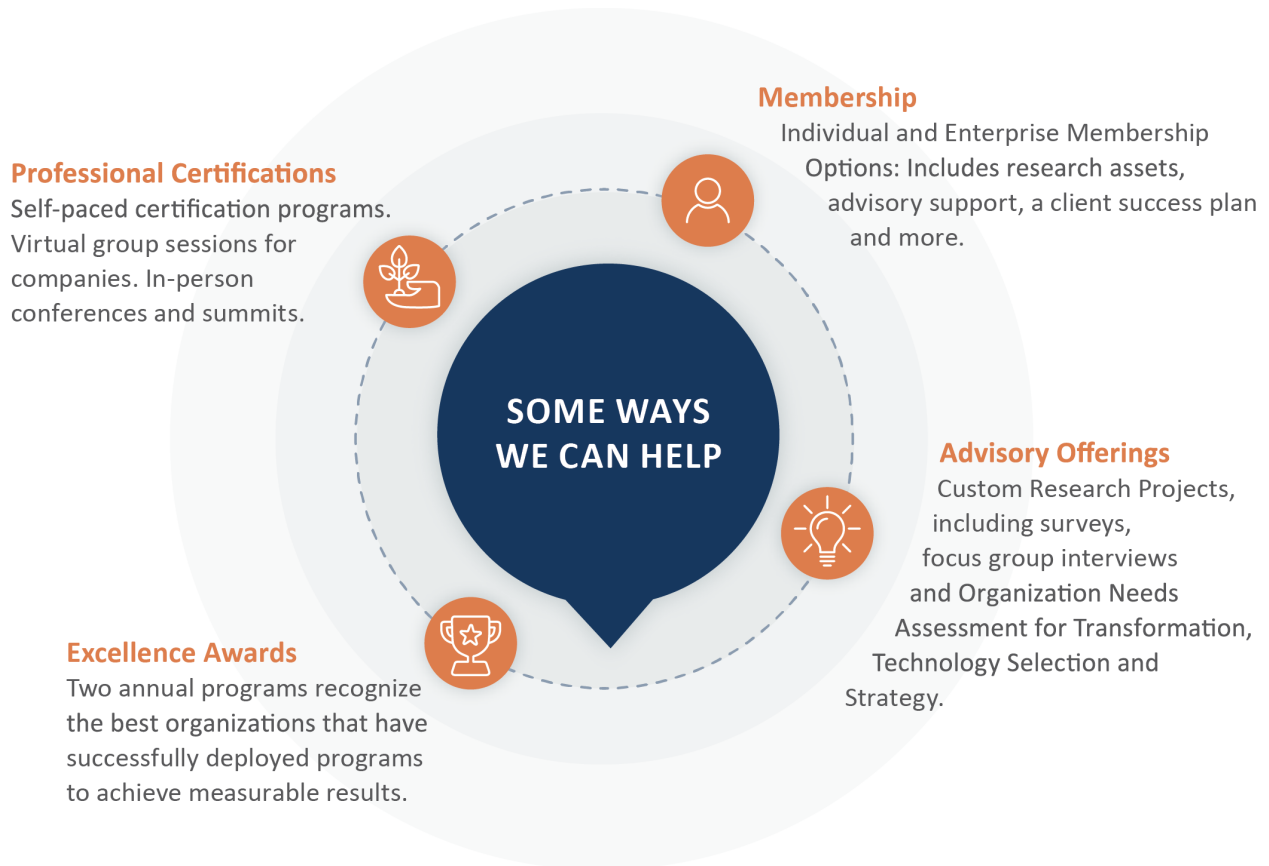 Membership
Individual and Enterprise Membership
Options: Includes research assets,
advisory support, a client success plan
and more.
Professional Certifications
Self-paced certification programs.
Virtual group sessions for
companies. In-person
conferences and summits.
SOME WAYS
WE CAN HELP
Advisory Offerings
Custom Research Projects,
including surveys,
focus group interviews
and Organization Needs
Assessment for Transformation,
Technology Selection and
Strategy.
Excellence Awards
Two annual programs recognize
the best organizations that have
successfully deployed programs
to achieve measurable results.